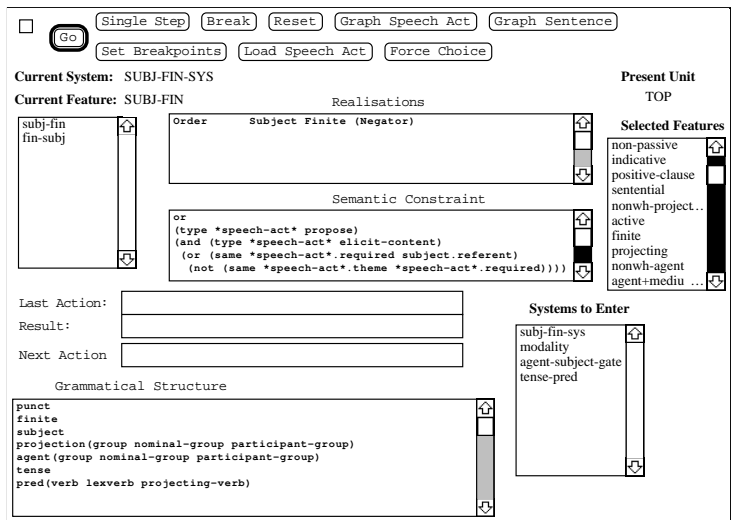 Single Step Break Reset Graph Speech Act Graph Sentence
Go
Set Breakpoints Load Speech Act Force Choice
Current System: SUBJ-FIN-SYS
Present Unit
Current Feature: SUBJ-FIN
TOP
Realisations
subj-fin
fin-subj
Order Subject Finite (Negator)
Selected Features
non-passive
indicative
positive-clause
sentential
nonwh-project...
active
finite
projecting
nonwh-agent
agent+mediu ...
Semantic Constraint
or
(type *speech-act* propose)
(and (type *speech-act* elicit-content)
(or (same *speech-act*.required subject.referent)
(not (same *speech-act*.theme *speech-act*.required))))
Last Action:
Result:
Next Action
Systems to Enter
subj-fin-sys
modality
agent-subject-gate
tense-pred
Grammatical Structure
punct
finite
subject
projection(group nominal-group participant-group)
agent(group nominal-group participant-group)
tense
pred(verb lexverb projecting-verb)